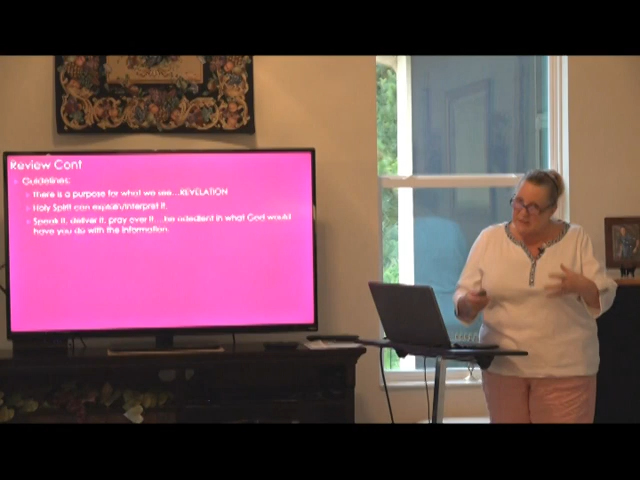 Review Cont
Guidelines:
There is a purpose for what we see...REVELATION
Holy Spirit can explain/interpret it.
Speak it, deliver it, pray over it ...be obedient in what God would
have you do with the information.